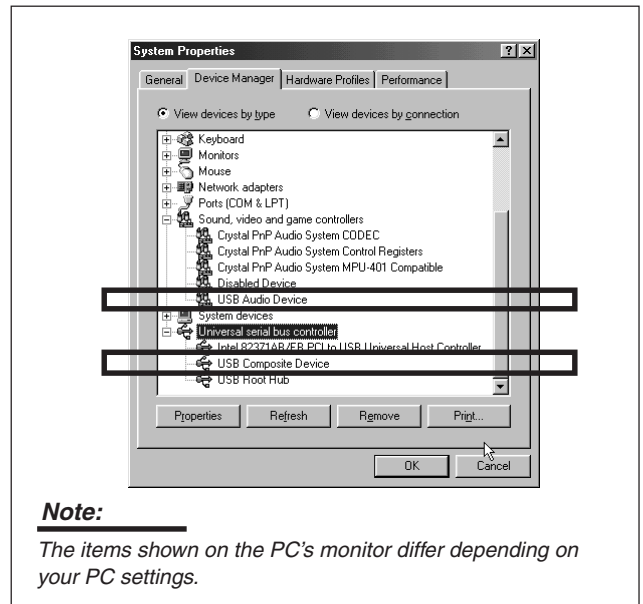 System Properties
General Device Manager Hardware Profiles Performance
View devices by type View devices by connection
Keyboard
Monitors
Mouse
Network adapters
Ports (COM & LPT)
Sound, video and game controllers
Crystal PnP Audio System CODEC
Crystal PnP Audio System Control Registers
Crystal PnP Audio System MPU-401 Compatible
Disabled Device
USB Audio Device
System devices
Universal serial bus controller
Intel 82371AB/EB PCI to USB Universal Host Controller
USB Composite Device
USB Root Hub
Properties Refresh Remove Print...
OK Cancel
Note:
The items shown on the PC's monitor differ depending on
your PC settings.